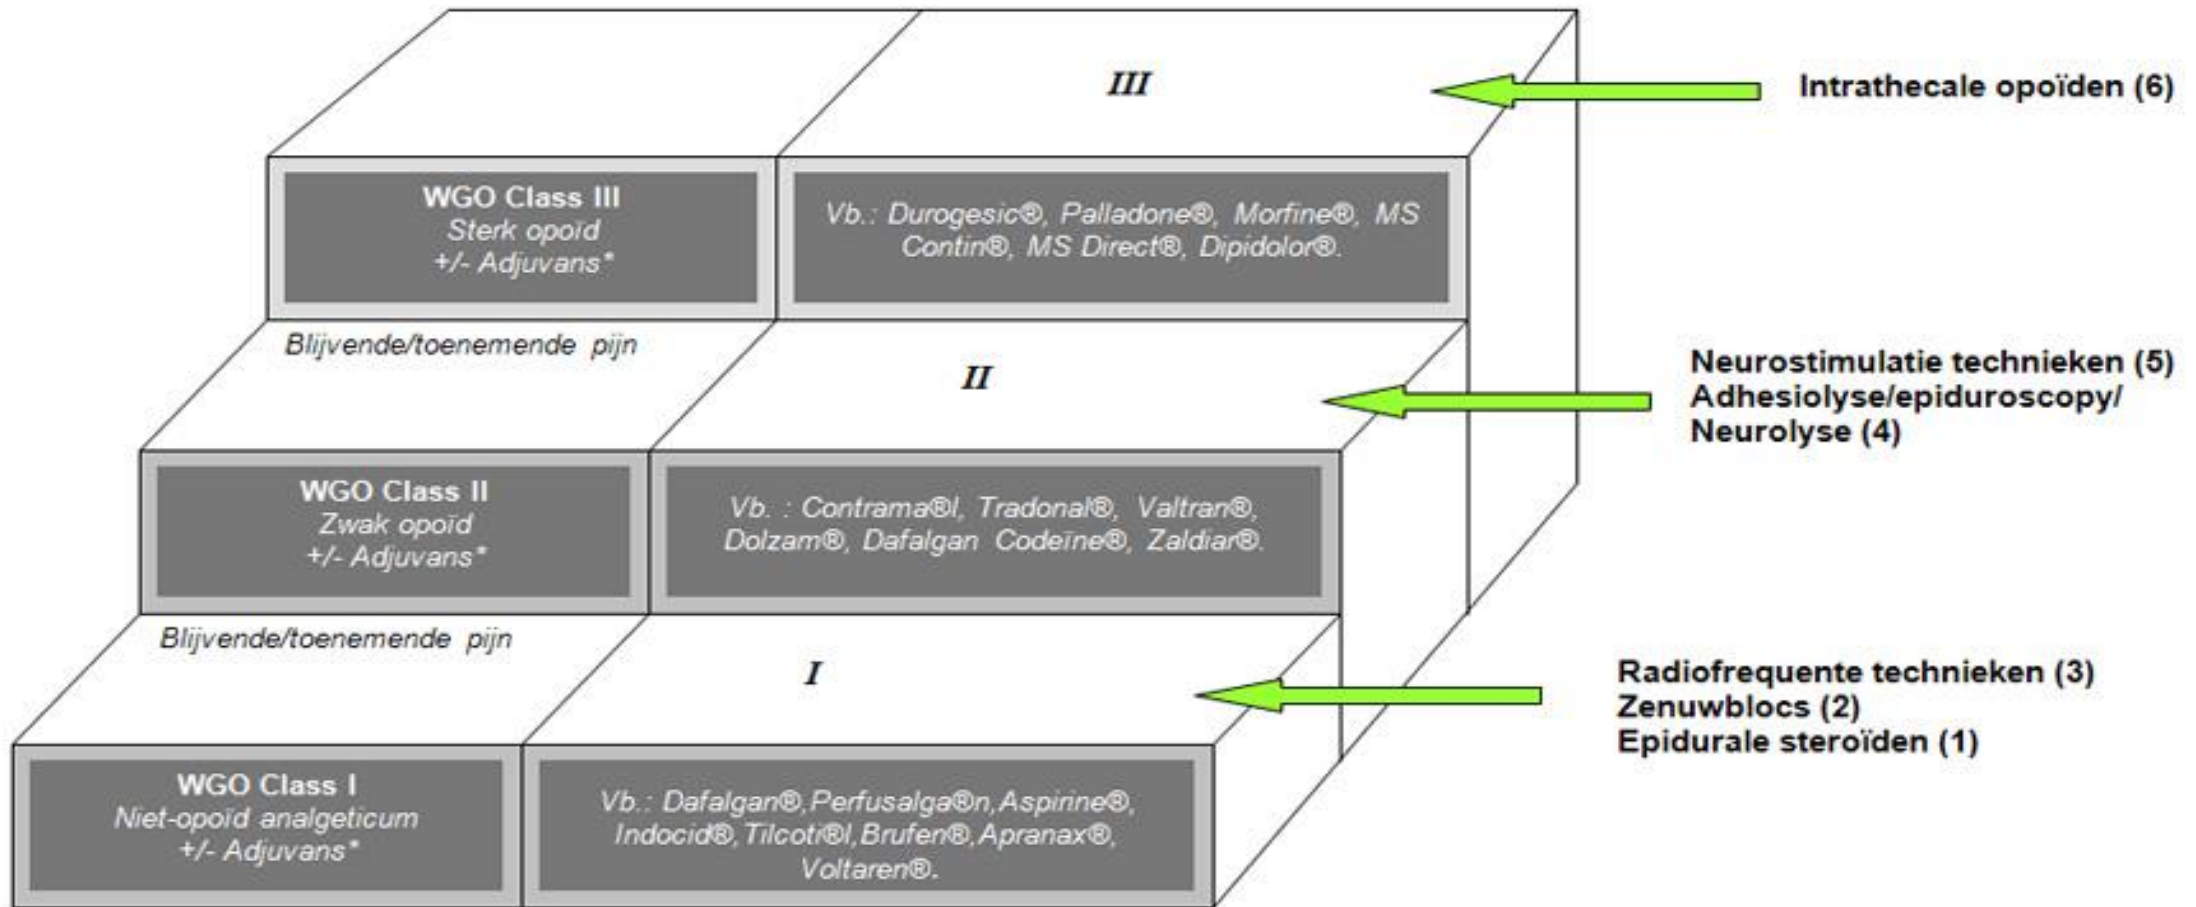 III
Intrathecale opoïden (6)
WGO Class III
Sterk opoïd
+/- Adjuvans*
Vb.: Durogesic®, Palladone®, Morfine®, MS
Contin®, MS Direct®, Dipidolor®.
Blijvende/toenemende pijn
II
Neurostimulatie technieken (5)
Adhesiolyse/epiduroscopy/
Neurolyse (4)
WGO Class II
Zwak opoïd
+/- Adjuvans*
Vb. : Contrama®l, Tradonal®, Valtran®,
Dolzam®, Dafalgan Codeïne®, Zaldiar®.
Blijvende/toenemende pijn
I
Radiofrequente technieken (3)
Zenuwblocs (2)
Epidurale steroïden (1)
WGO Class I
Niet-opoïd analgeticum
+/- Adjuvans*
Vb.: Dafalgan®,Perfusalga®n,Aspirine®,
Indocid®,Tilcoti®l,Brufen®,Apranax®,
Voltaren®.